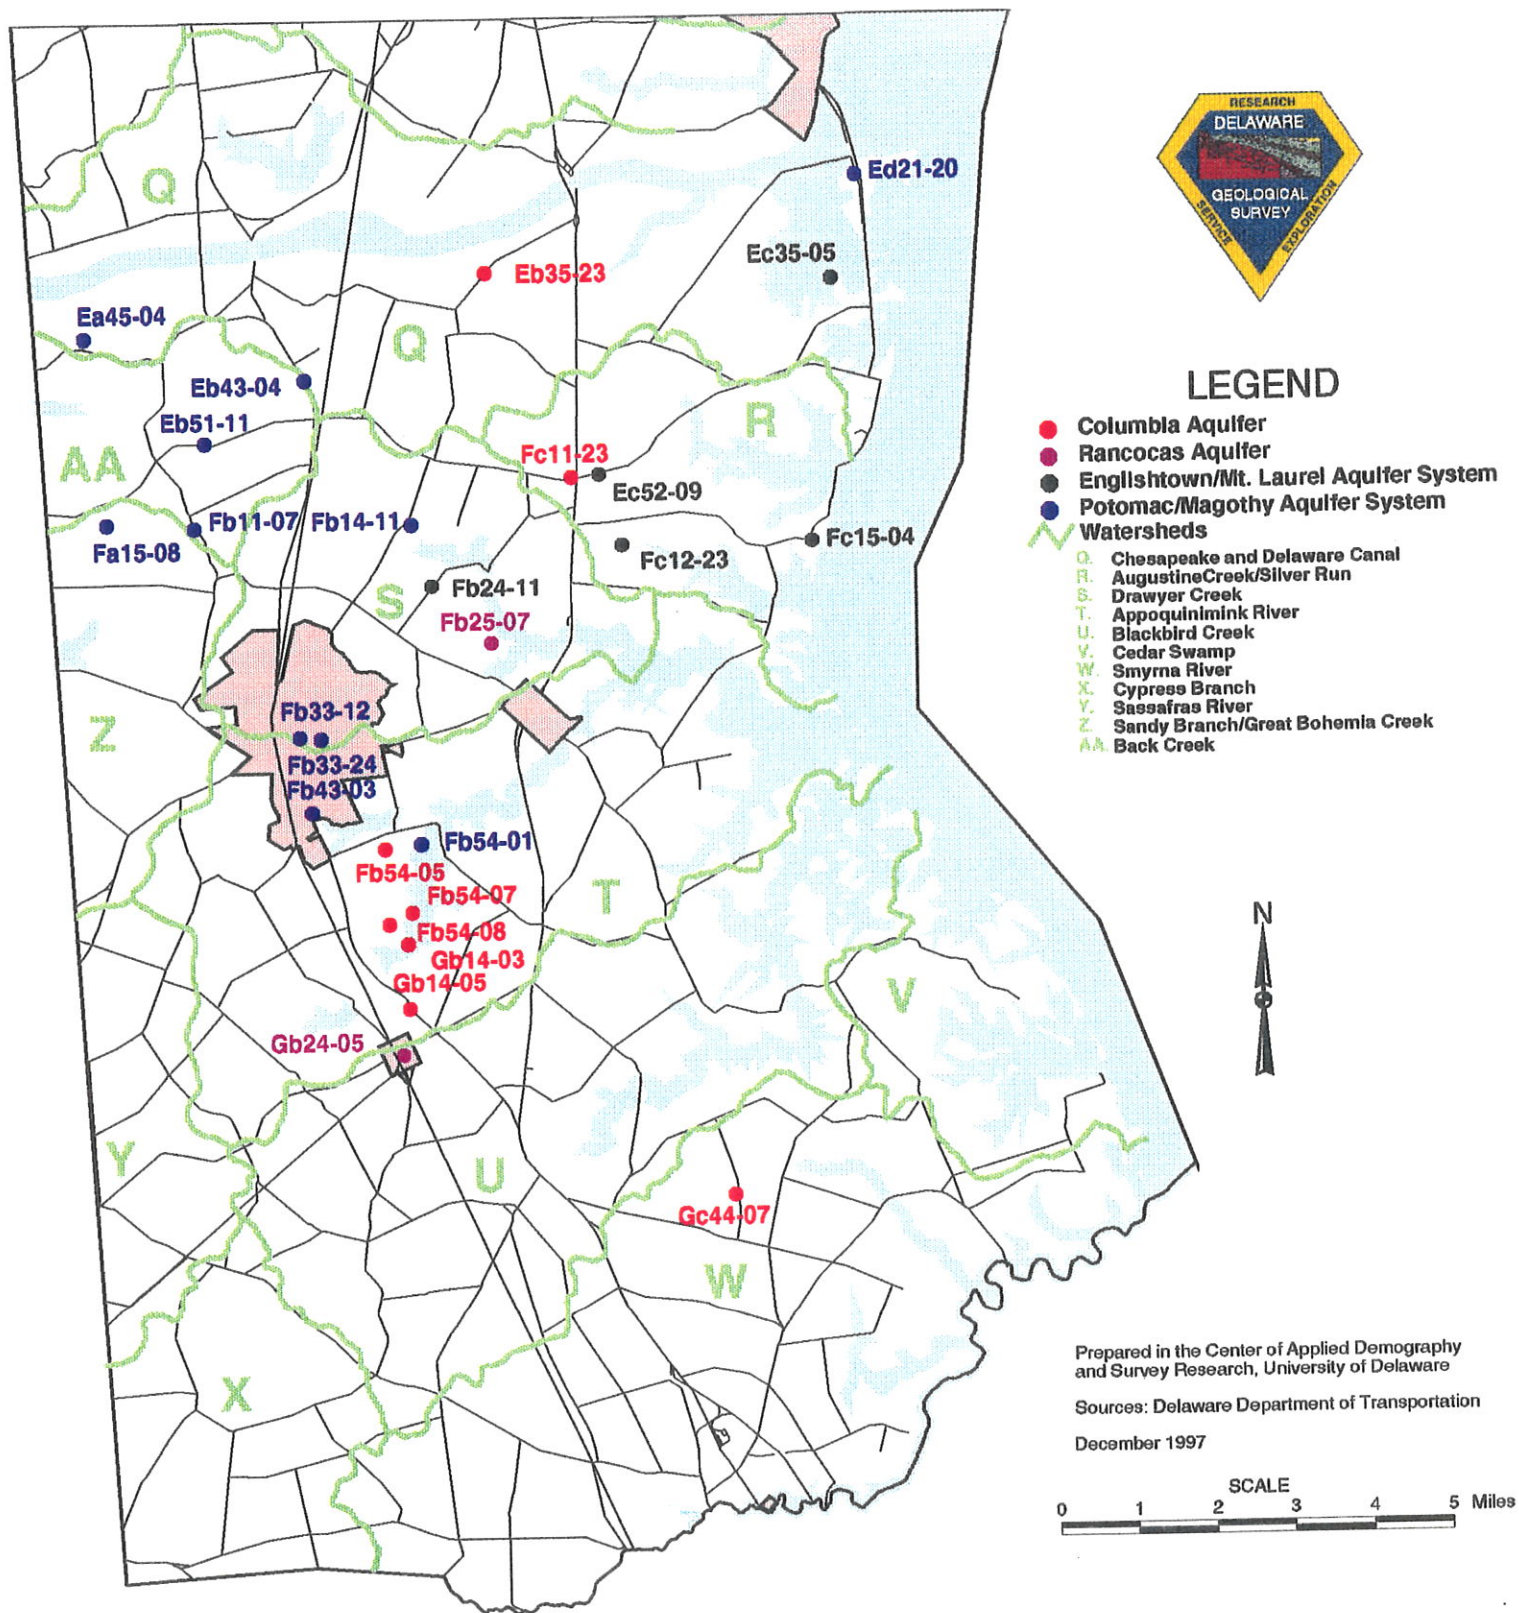 RESEARCH
DELAWARE
GEOLOGICAL
SURVEY
SERVICE
EXPLORATION
Q
Ed21-20
Ec35-05
Eb35-23
Ea45-04
Q
Eb43-04
Eb51-11
R
AA
Fc11-23
Ec52-09
Fb11-07
Fb14-11
Fa15-08
Fc15-04
Fc12-23
Fb24-11
S
Fb25-07
Fb33-12
Z
Fb33-24
Fb43-03
Fb54-01
Fb54-05
Fb54-07
T
Fb54-08
Gb14-03
Gb14-05
V
Gb24-05
Y
U
Gc44-07
W
X
LEGEND
Columbia Aquifer
Rancocas Aquifer
Englishtown/Mt. Laurel Aquifer System
Potomac/Magothy Aquifer System
Watersheds
Q. Chesapeake and Delaware Canal
R. AugustineCreek/Silver Run
S. Drawyer Creek
T. Appoquinimink River
U. Blackbird Creek
V. Cedar Swamp
W. Smyrna River
X. Cypress Branch
Y. Sassafras River
Z. Sandy Branch/Great Bohemia Creek
AA. Back Creek
N
Prepared in the Center of Applied Demography
and Survey Research, University of Delaware
Sources: Delaware Department of Transportation
December 1997
SCALE
0 1 2 3 4 5 Miles